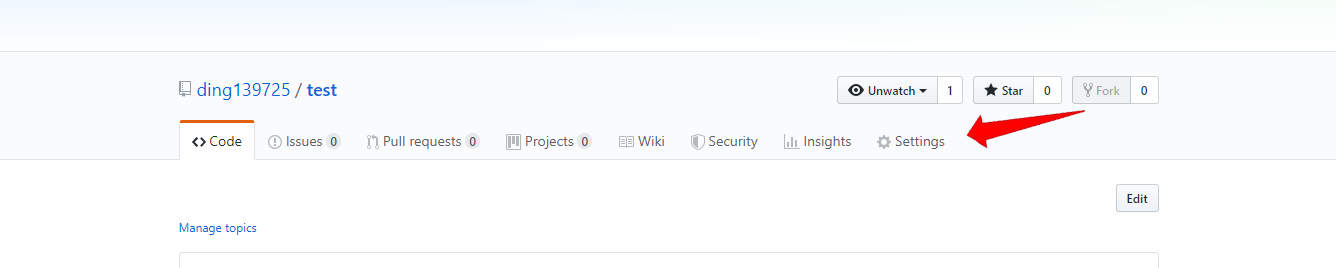 ding139725 / test
Unwatch 1 Star 0 Fork 0
Code Issues 0 Pull requests 0 Projects 0 Wiki Security Insights Settings
Edit
Manage topics